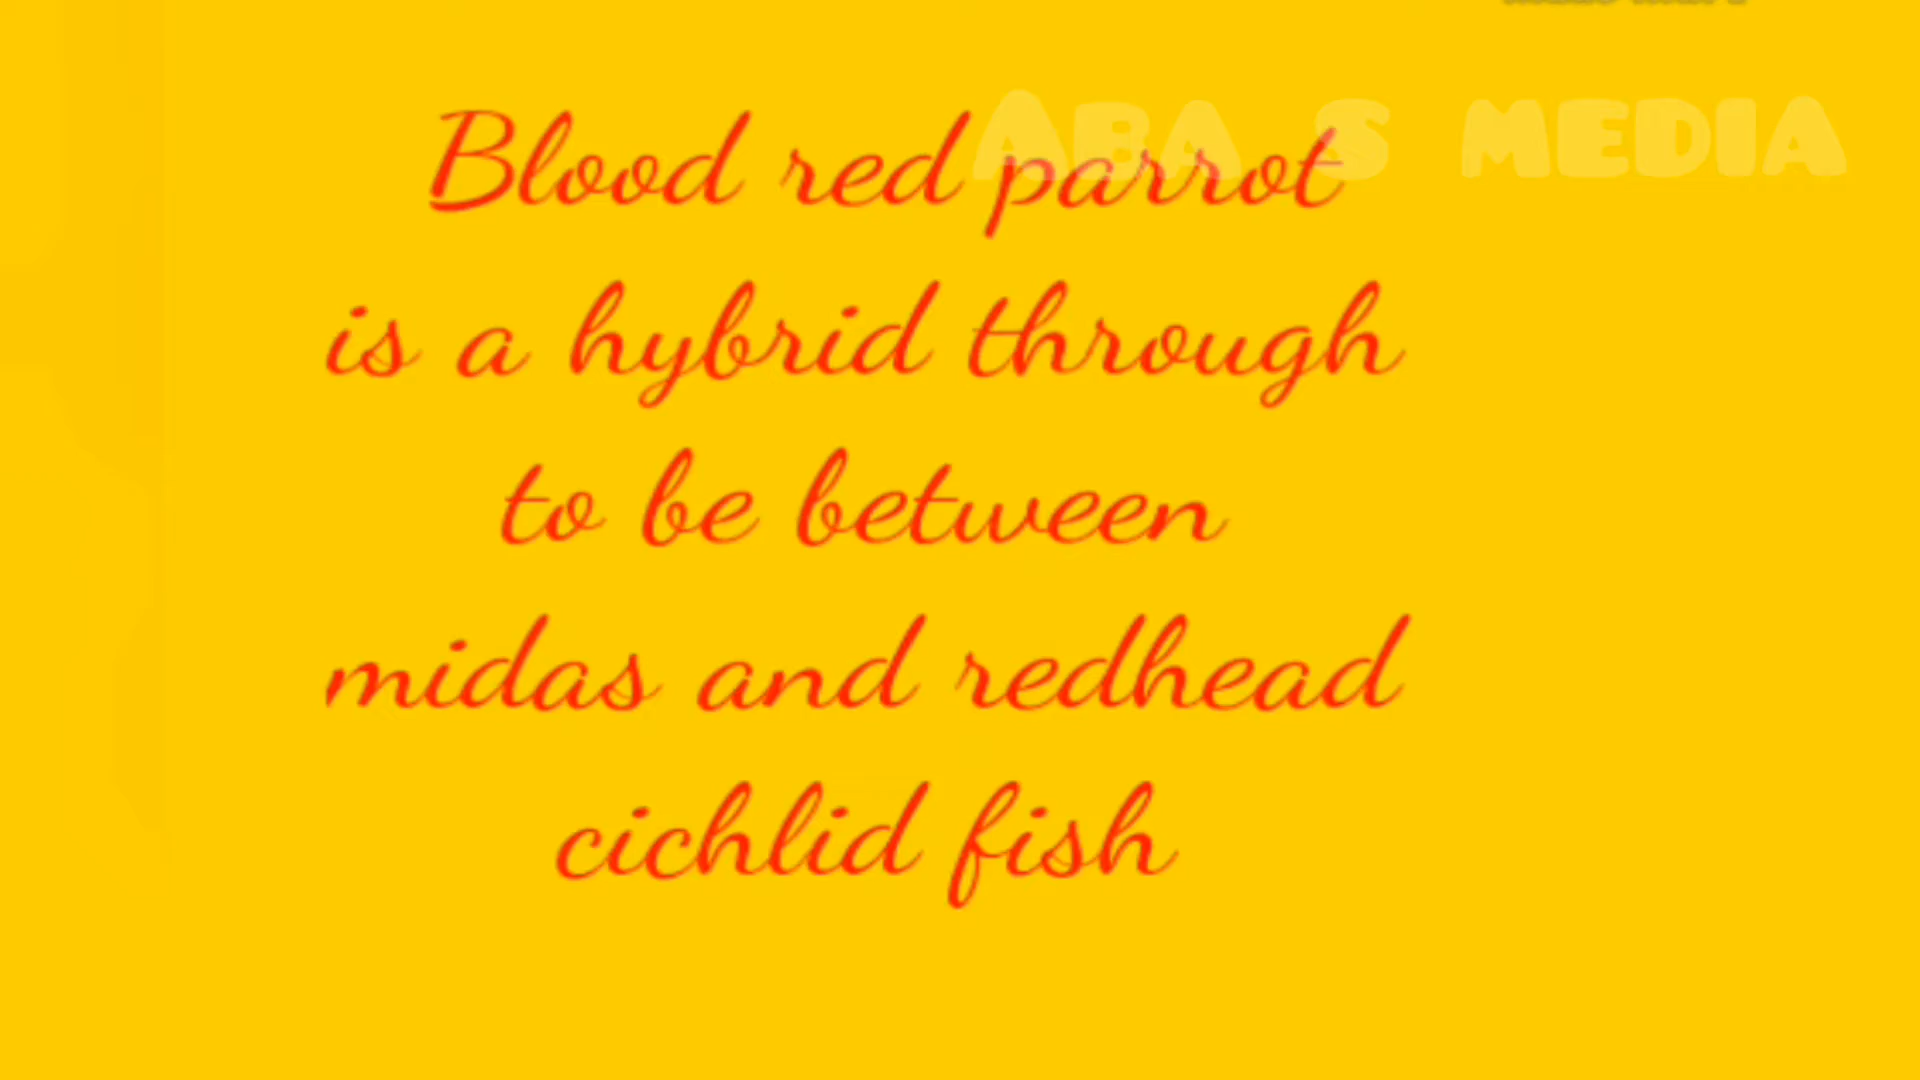 ABA S MEDIA
Blood red parrot
is a hybrid through
to be between
midas and redhead
cichlid fish